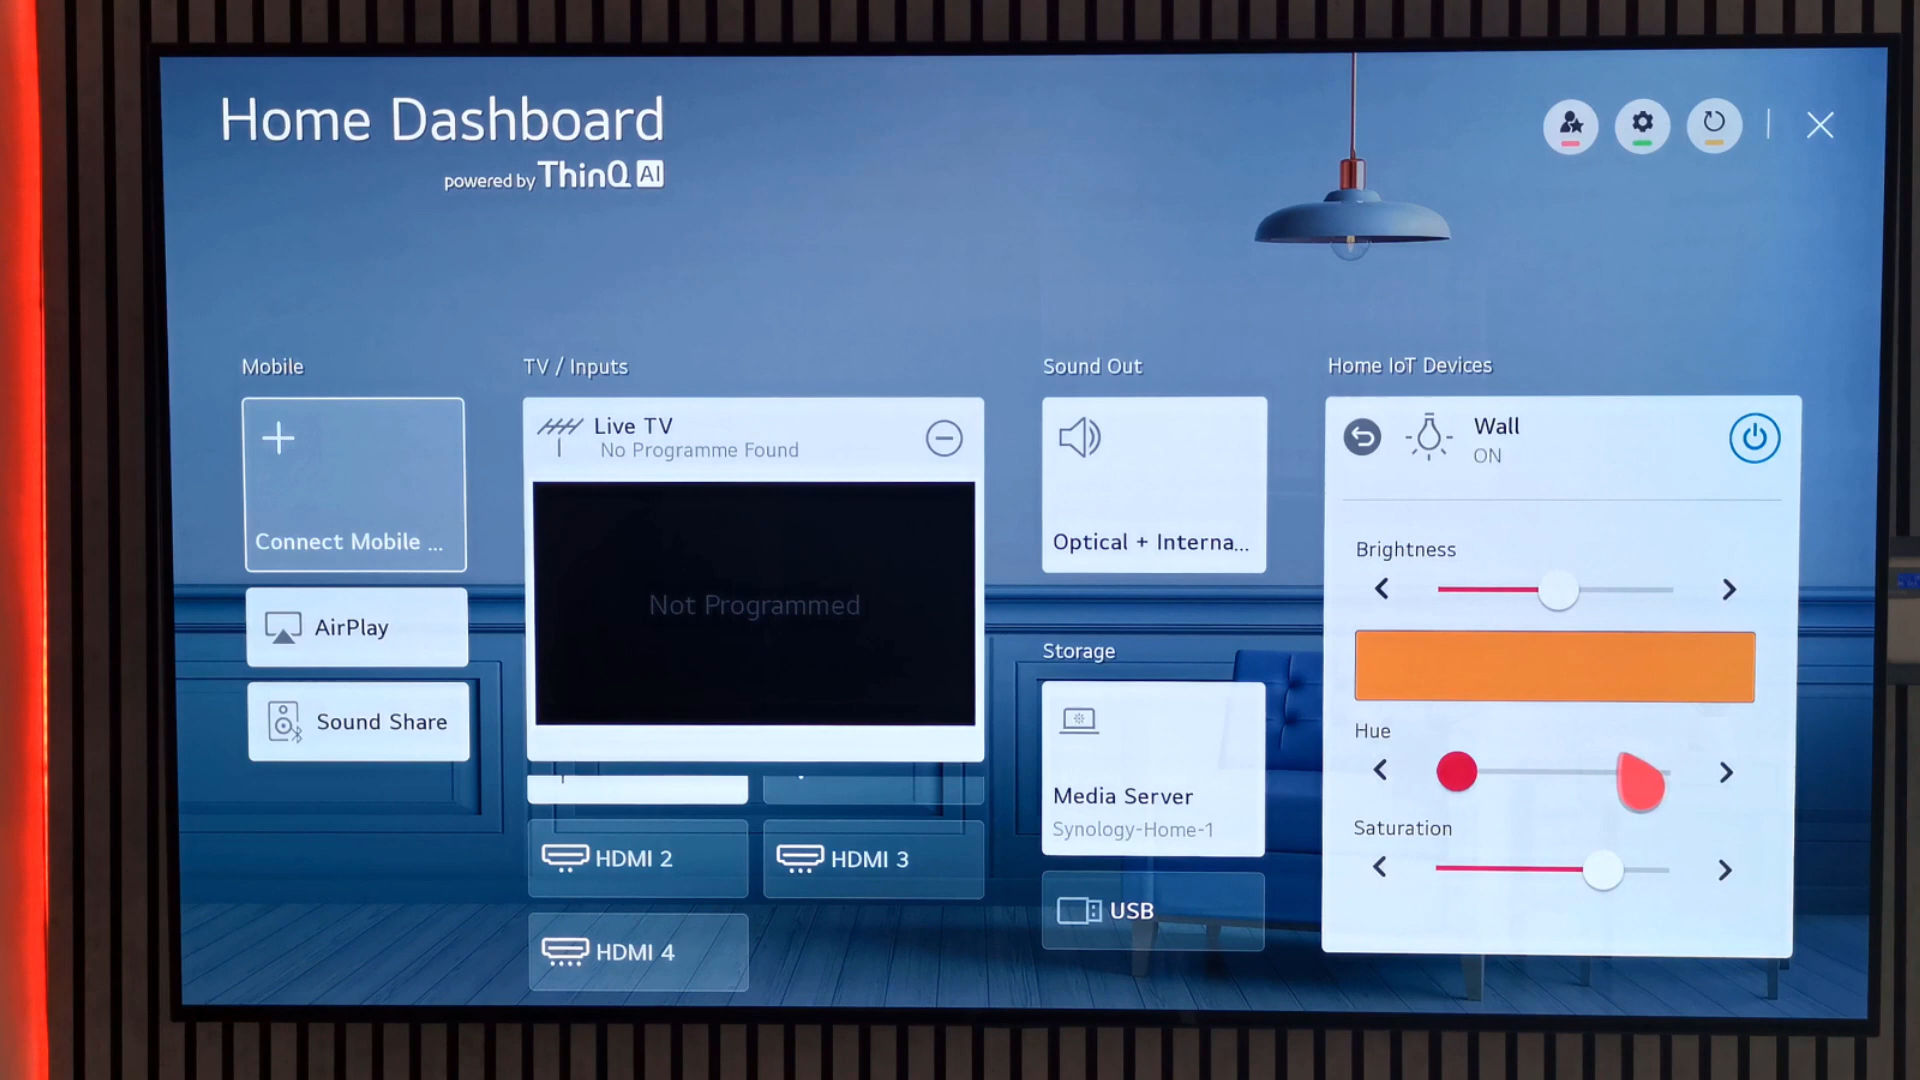 Home Dashboard
powered by ThinQ AI
Mobile
Connect Mobile ...
AirPlay
Sound Share
TV / Inputs
Live TV
No Programme Found
Not Programmed
HDMI 2
HDMI 3
HDMI 4
Sound Out
Optical + Interna...
Storage
Media Server
Synology-Home-1
USB
Home IoT Devices
Wall
ON
Brightness
Hue
Saturation